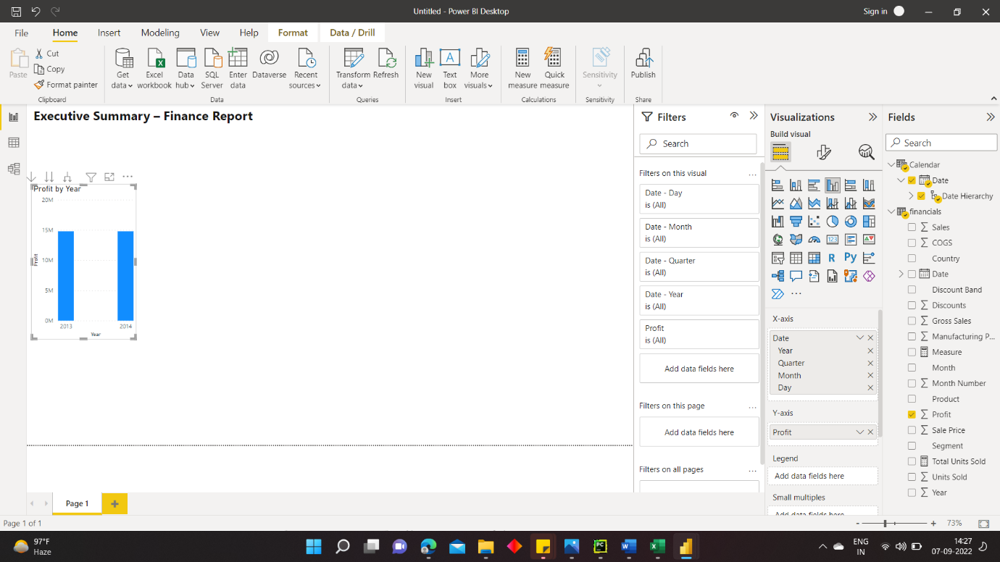 Untitled - Power BI Desktop
Sign in
File Home Insert Modeling View Help Format Data / Drill
Paste
Cut
Copy
Format painter
Clipboard
Get data
Excel workbook
Data hub
SQL Server
Enter data
Dataverse
Recent sources
Data
Transform data
Refresh
Queries
New visual
Text box
More visuals
Insert
New measure
Quick measure
Calculations
Sensitivity
Sensitivity
Publish
Share
Executive Summary – Finance Report
Profit by Year
20M
15M
10M
5M
0M
Profit
2013 2014
Year
Filters
Search
Filters on this visual
Date - Day
is (All)
Date - Month
is (All)
Date - Quarter
is (All)
Date - Year
is (All)
Profit
is (All)
Add data fields here
Filters on this page
Add data fields here
Filters on all pages
Visualizations
Build visual
123
R
Py
X-axis
Date
Year
Quarter
Month
Day
Y-axis
Profit
Legend
Add data fields here
Small multiples
Add data fields here
Fields
Search
Calendar
Date
Date Hierarchy
financials
Sales
COGS
Country
Date
Discount Band
Discounts
Gross Sales
Manufacturing P...
Measure
Month
Month Number
Product
Profit
Sale Price
Segment
Total Units Sold
Units Sold
Year
Page 1
Page 1 of 1
73%
97°F
Haze
ENG
IN
14:27
07-09-2022